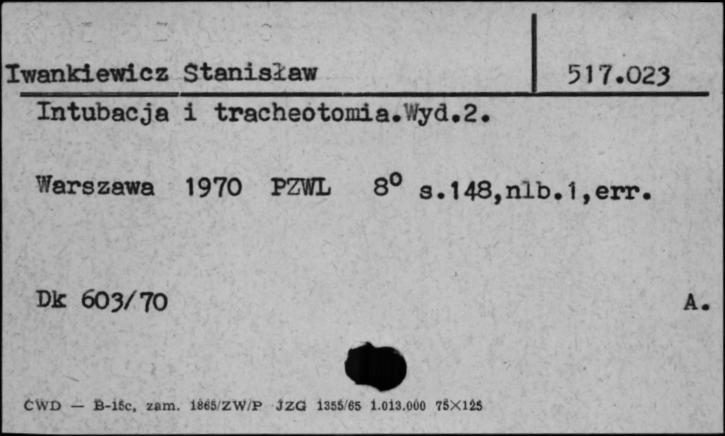 Iwankiewicz Stanisław 517.023
Intubacja i tracheotomia.Wyd.2.
Warszawa 1970 PZWL 8° s.148,nlb.1,err.
Dk 603/70 A.
CWD — B-15c, zam. 1865/ZW/P JZG 1355/65 1.013.000 75×125